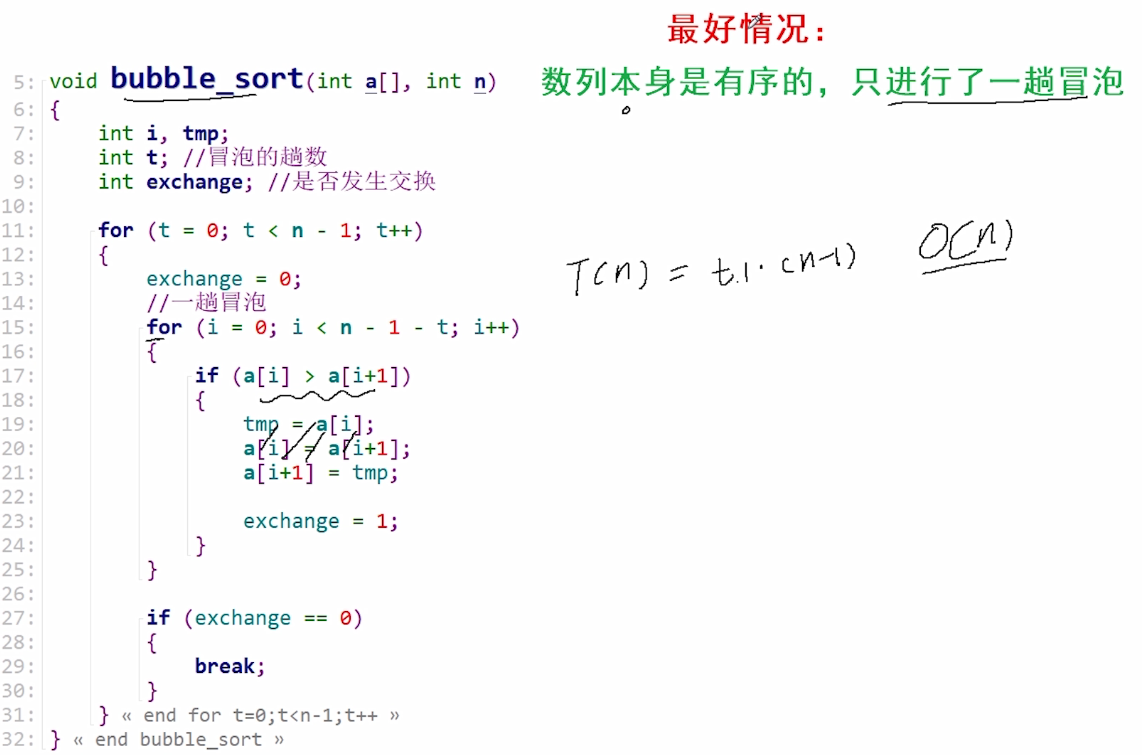 最好情况：
数列本身是有序的，只进行了一趟冒泡
5: void bubble_sort(int a[], int n)
6: {
7: int i, tmp;
8: int t; //冒泡的趟数
9: int exchange; //是否发生交换
10:
11: for (t = 0; t < n - 1; t++)
12: {
13: exchange = 0;
14: //一趟冒泡
15: for (i = 0; i < n - 1 - t; i++)
16: {
17: if (a[i] > a[i+1])
18: {
19: tmp = a[i];
20: a[i] = a[i+1];
21: a[i+1] = tmp;
22:
23: exchange = 1;
24: }
25: }
26:
27: if (exchange == 0)
28: {
29: break;
30: }
31: } « end for t=0;t<n-1;t++ »
32: } « end bubble_sort »
T(n) = t.1.(n-1) O(n)